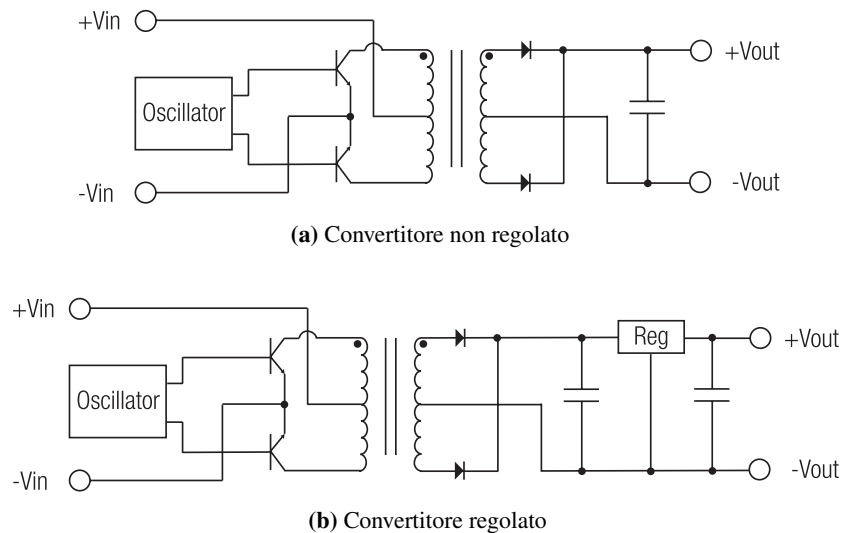 +Vin
+Vout
Oscillator
-Vin
-Vout
(a) Convertitore non regolato
+Vin
Reg
+Vout
Oscillator
-Vin
-Vout
(b) Convertitore regolato